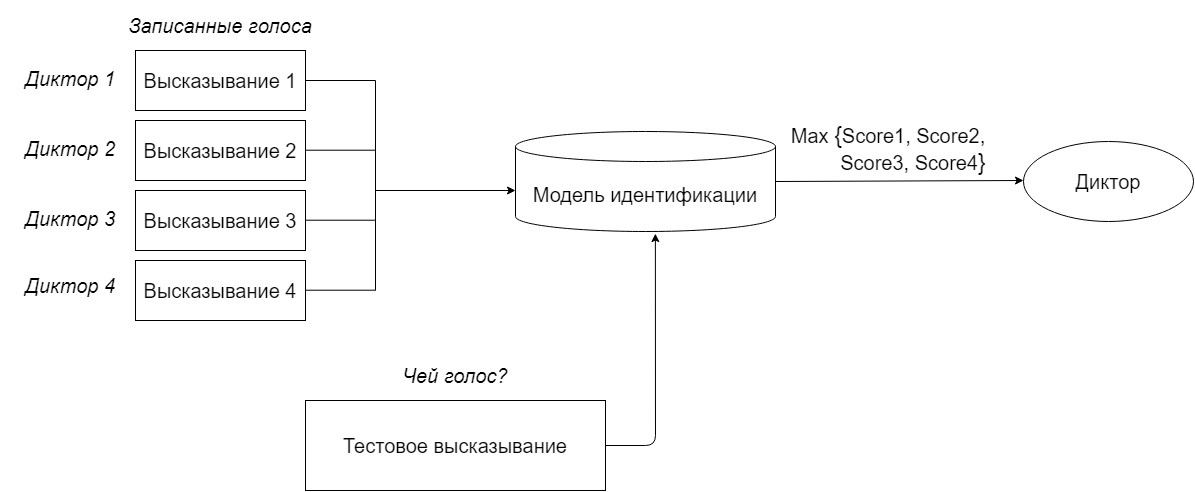 Записанные голоса
Диктор 1
Высказывание 1
Диктор 2
Высказывание 2
Диктор 3
Высказывание 3
Диктор 4
Высказывание 4
Модель идентификации
Max {Score1, Score2,
Score3, Score4}
Диктор
Чей голос?
Тестовое высказывание